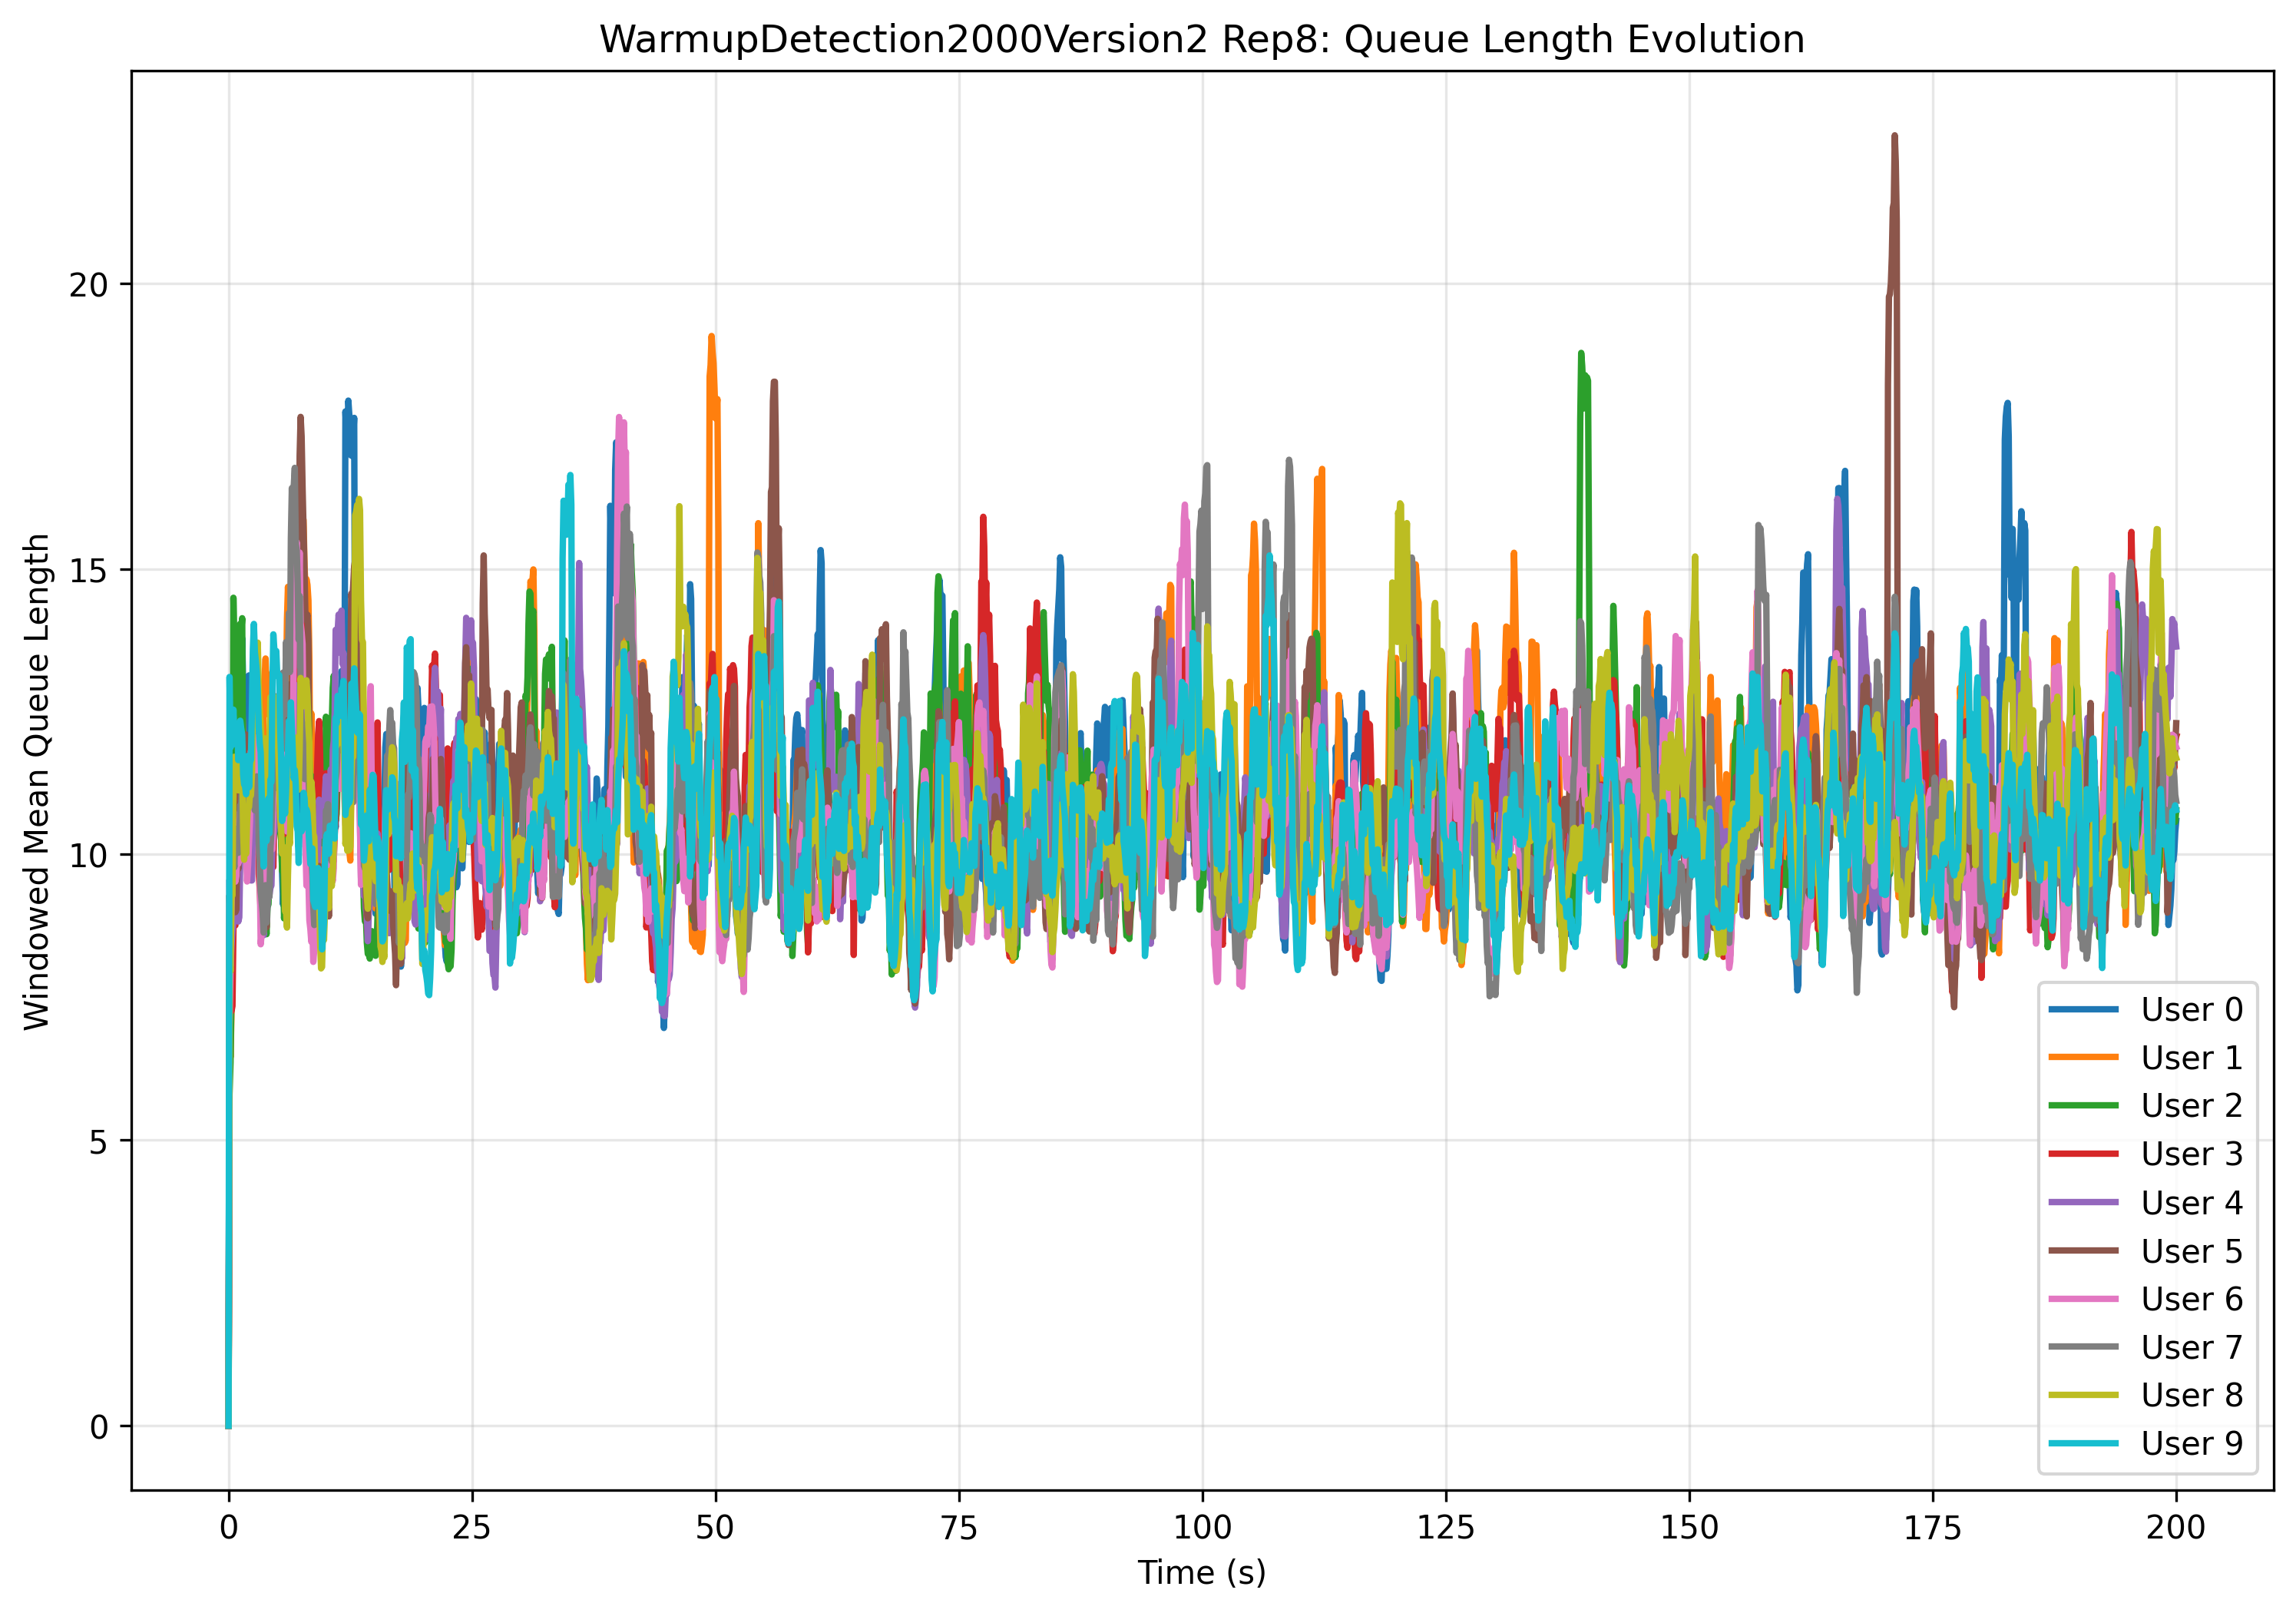 WarmupDetection2000Version2 Rep8: Queue Length Evolution
Windowed Mean Queue Length
20
15
10
5
0
0 25 50 75 100 125 150 175 200
Time (s)
User 0
User 1
User 2
User 3
User 4
User 5
User 6
User 7
User 8
User 9